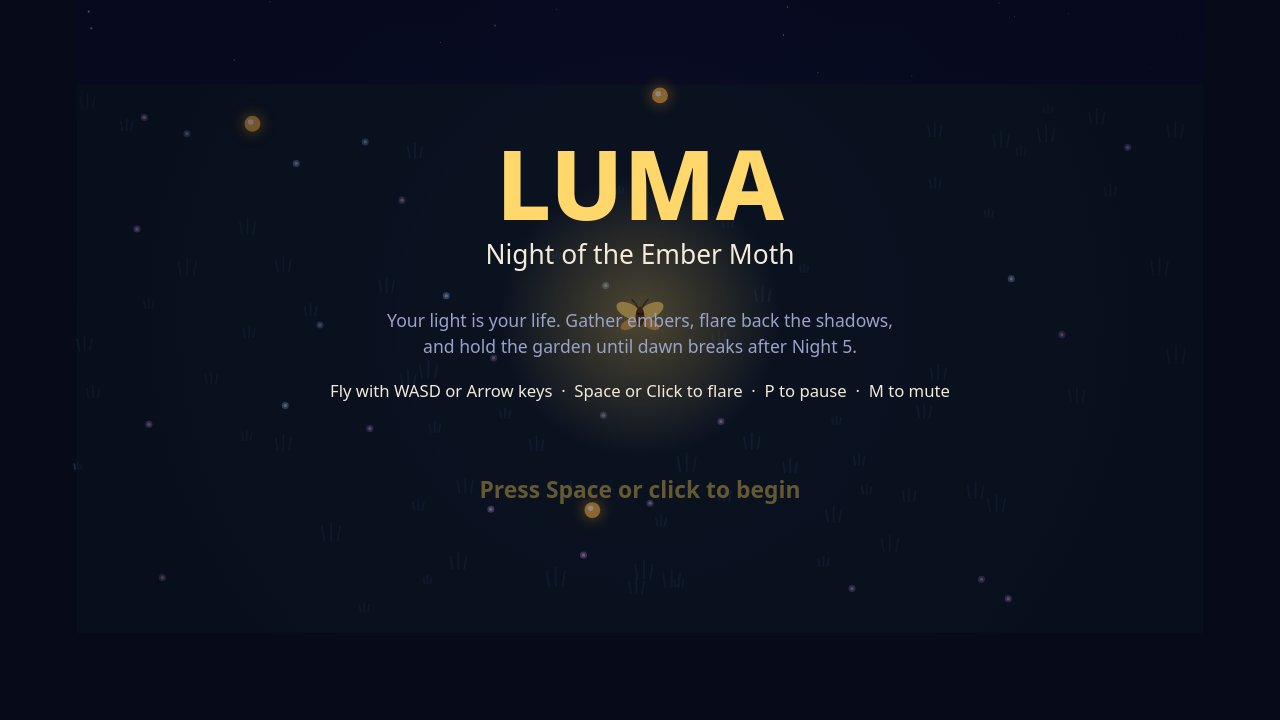 LUMA
Night of the Ember Moth
Your light is your life. Gather embers, flare back the shadows,
and hold the garden until dawn breaks after Night 5.
Fly with WASD or Arrow keys · Space or Click to flare · P to pause · M to mute
Press Space or click to begin